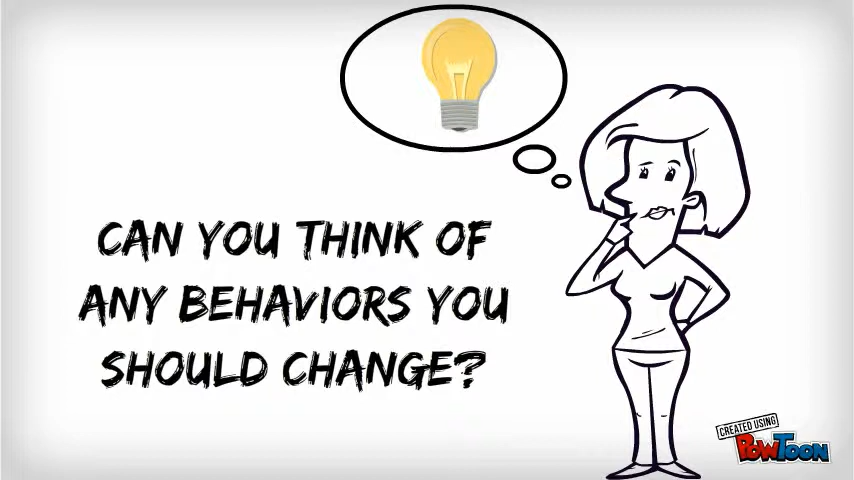 CAN YOU THINK OF
ANY BEHAVIORS YOU
SHOULD CHANGE?
CREATED USING
POWTOON